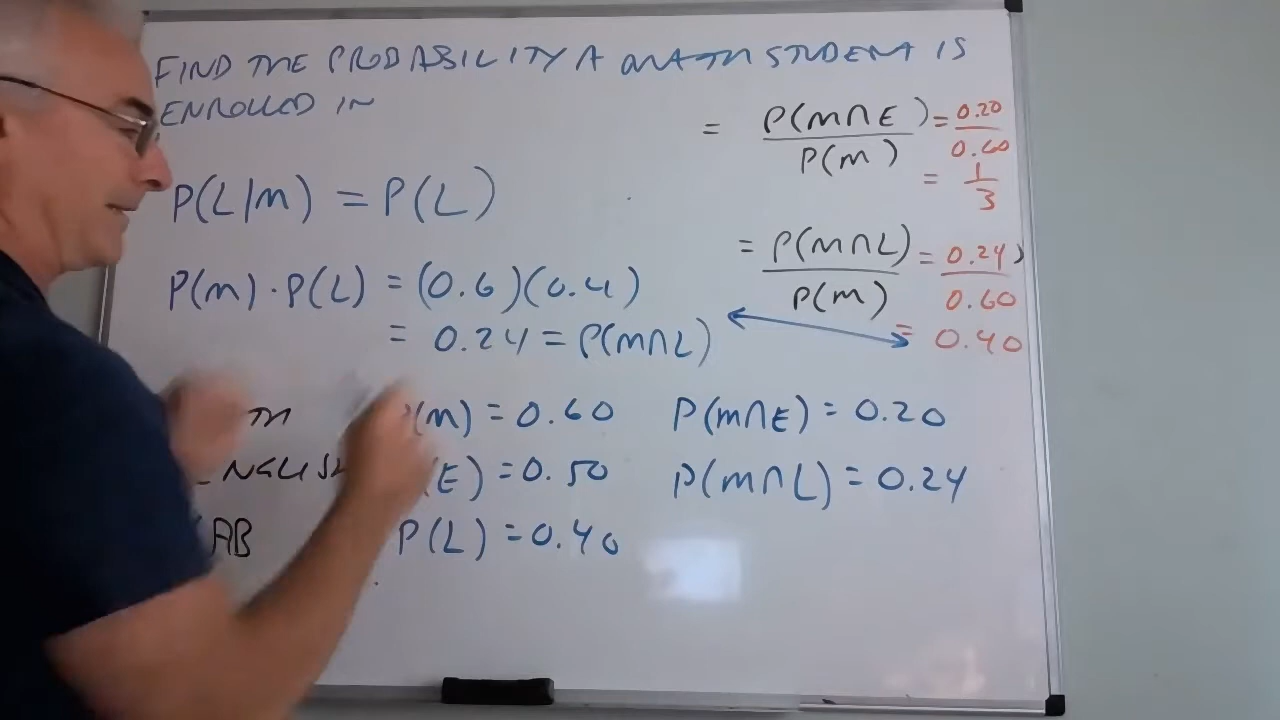 FIND THE PROBABILITY A MATH STUDENT IS
ENROLLED IN
= P(M∩E) / P(M) = 0.20 / 0.60
= 1/3
P(L|M) = P(L)
= P(M∩L) / P(M) = 0.24 / 0.60
= 0.40
P(M) · P(L) = (0.6)(0.4)
= 0.24 = P(M∩L)
P(M) = 0.60 P(M∩E) = 0.20
NGLISH (E) = 0.50 P(M∩L) = 0.24
AB P(L) = 0.40